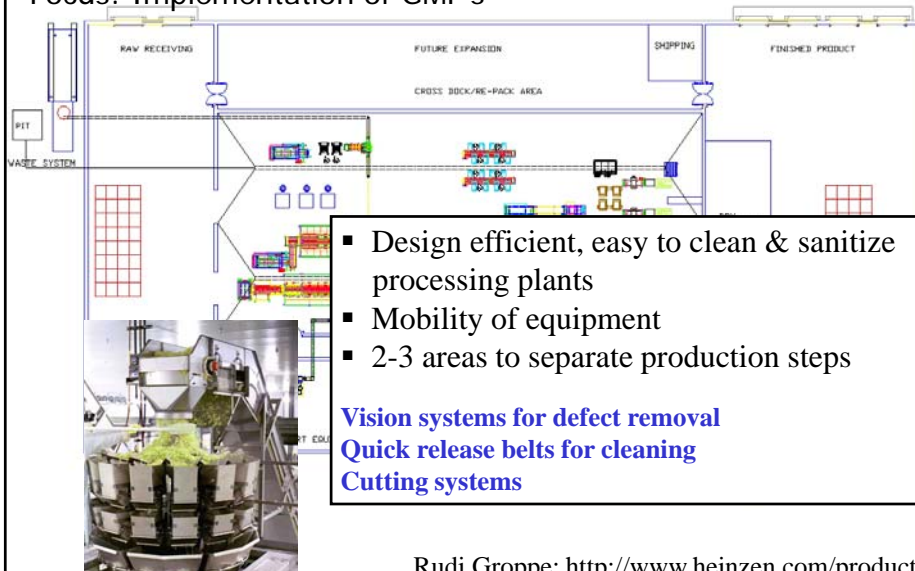 Focus: Implementation of GMPs
RAW RECEIVING
FUTURE EXPANSION
SHIPPING
FINISHED PRODUCT
CROSS DOCK/RE-PACK AREA
PIT
WASTE SYSTEM
▪ Design efficient, easy to clean & sanitize
processing plants
▪ Mobility of equipment
▪ 2-3 areas to separate production steps
Vision systems for defect removal
Quick release belts for cleaning
Cutting systems
Rudi Groppe; http://www.heinzen.com/product